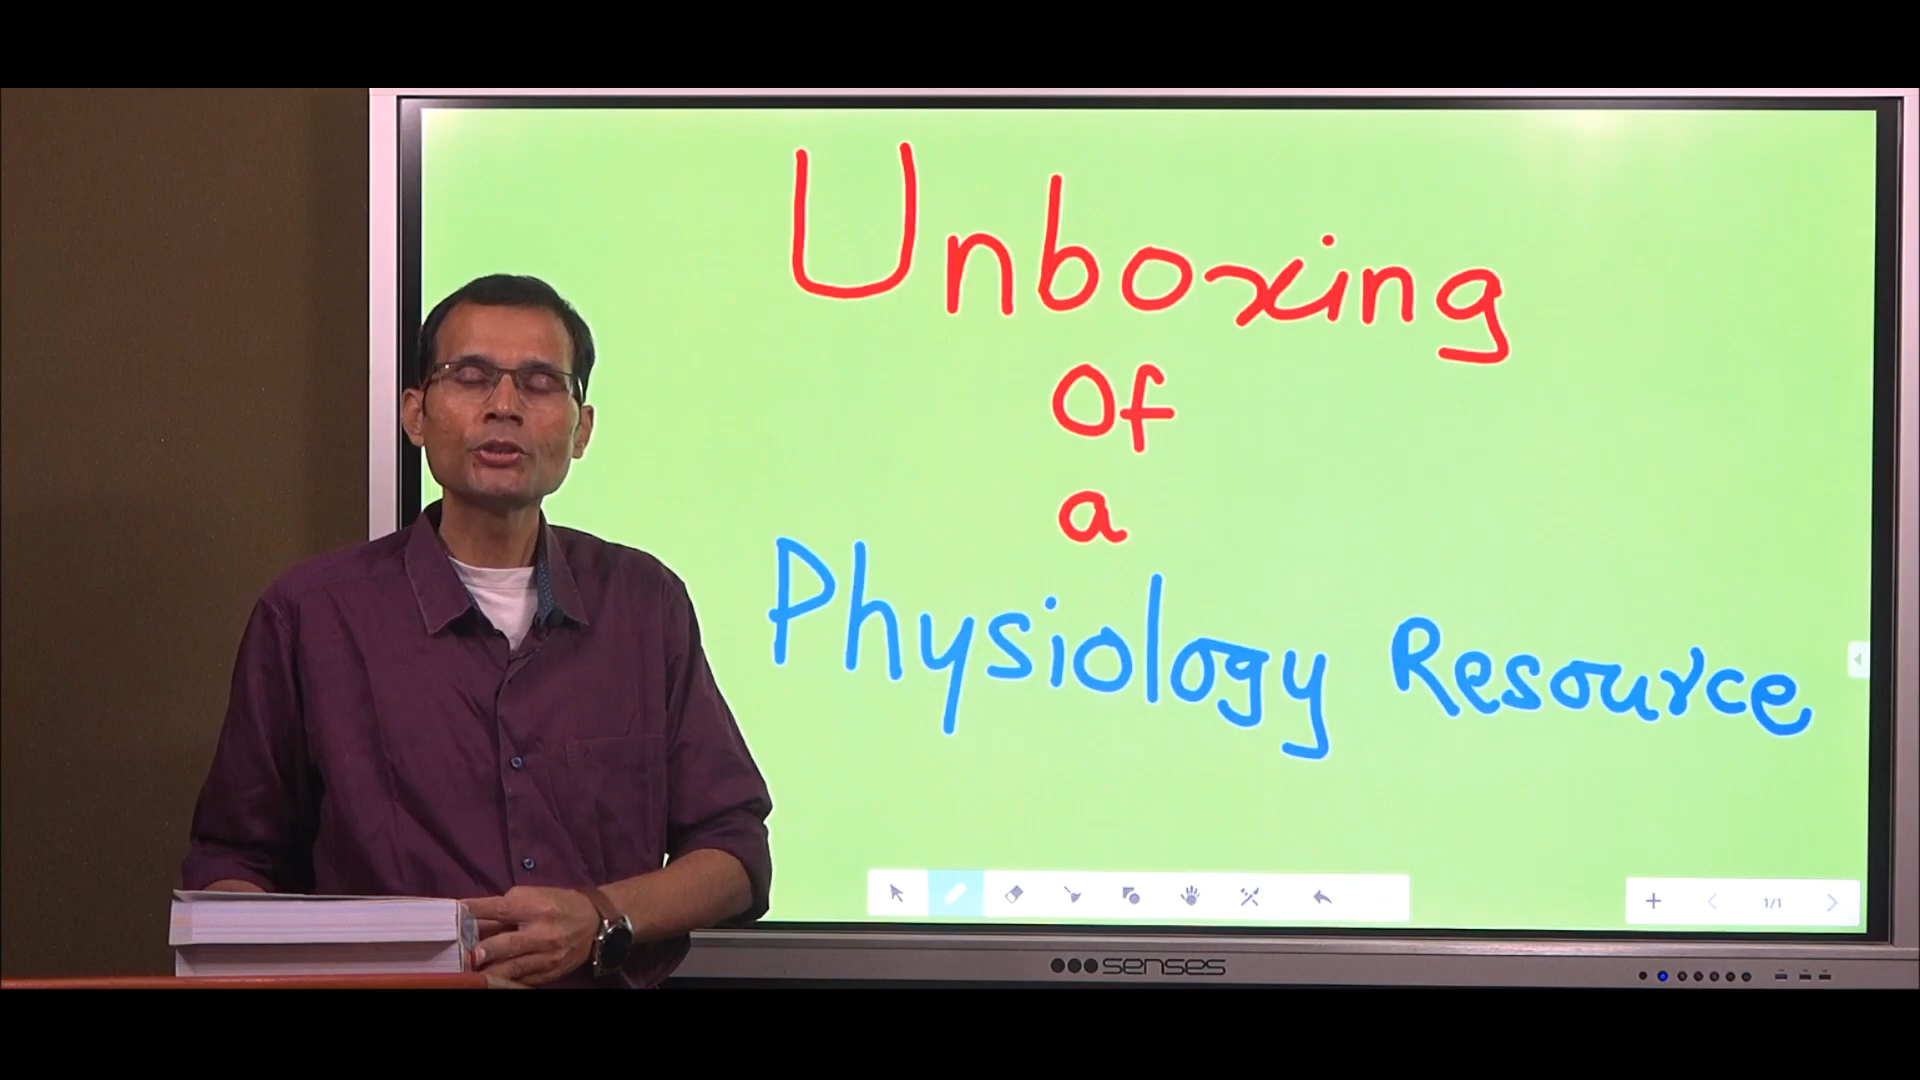 Unboxing
Of
a
Physiology Resource
1/1
senses